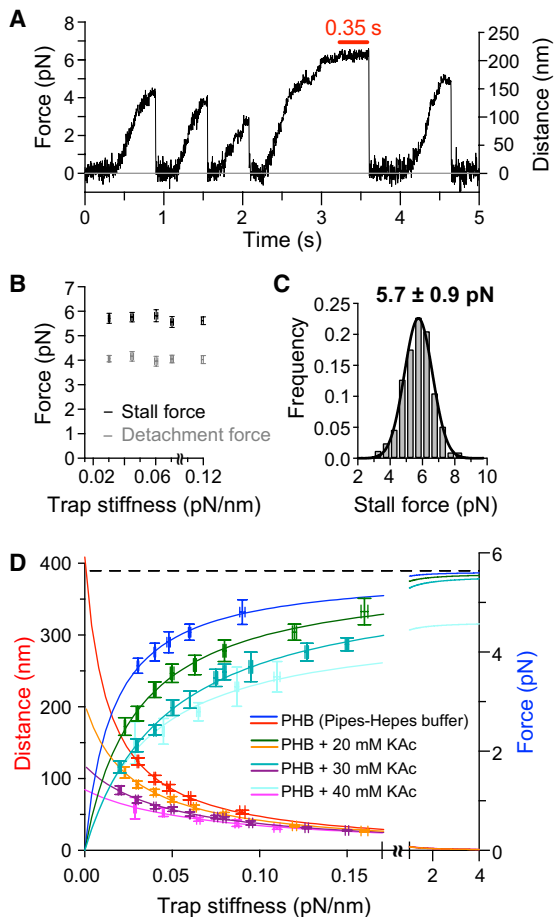 A
0.35 s
Force (pN)
8
6
4
2
0
250
200
150
100
50
0
Distance (nm)
0 1 2 3 4 5
Time (s)
B
Force (pN)
7
6
5
4
3
2
1
0
Stall force
Detachment force
0.02 0.06 0.12
Trap stiffness (pN/nm)
C
5.7 ± 0.9 pN
Frequency
0.25
0.20
0.15
0.10
0.05
0.0
2 4 6 8 10
Stall force (pN)
D
Distance (nm)
400
300
200
100
0
6
4
2
0
Force (pN)
PHB (Pipes-Hepes buffer)
PHB + 20 mM KAc
PHB + 30 mM KAc
PHB + 40 mM KAc
0.00 0.05 0.10 0.15 2 4
Trap stiffness (pN/nm)